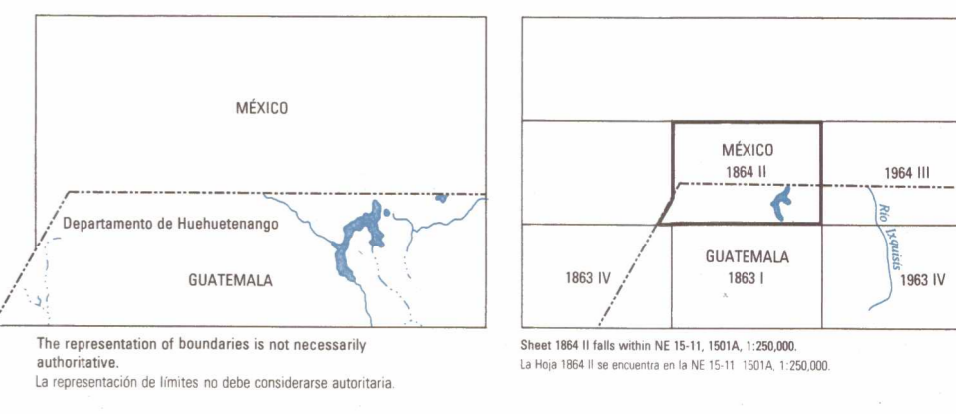 MÉXICO
Departamento de Huehuetenango
GUATEMALA
The representation of boundaries is not necessarily
authoritative.
La representación de límites no debe considerarse autoritaria.
MÉXICO
1864 II
1964 III
Río Ixquisis
GUATEMALA
1863 IV
1863 I
1963 IV
Sheet 1864 II falls within NE 15-11, 1501A, 1:250,000.
La Hoja 1864 II se encuentra en la NE 15-11 1501A, 1:250,000.